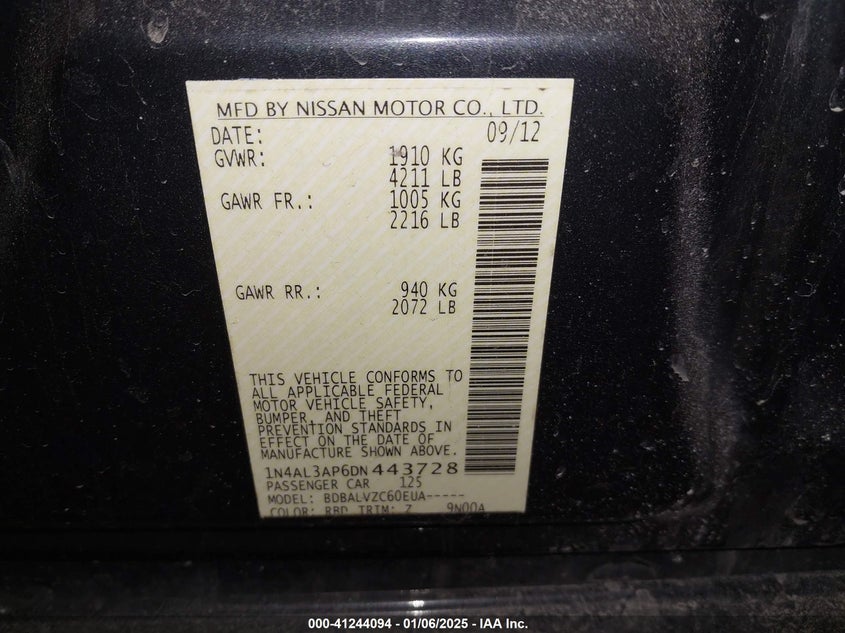 MFD BY NISSAN MOTOR CO., LTD.
DATE: 09/12
GVWR: 1910 KG
4211 LB
GAWR FR.: 1005 KG
2216 LB
GAWR RR.: 940 KG
2072 LB
THIS VEHICLE CONFORMS TO
ALL APPLICABLE FEDERAL
MOTOR VEHICLE SAFETY,
BUMPER, AND THEFT
PREVENTION STANDARDS IN
EFFECT ON THE DATE OF
MANUFACTURE SHOWN ABOVE.
1N4AL3AP6DN443728
PASSENGER CAR 125
MODEL: BDBALVZC60EUA-----
COLOR: RBD TRIM: Z 9N00A
000-41244094 - 01/06/2025 - IAA Inc.